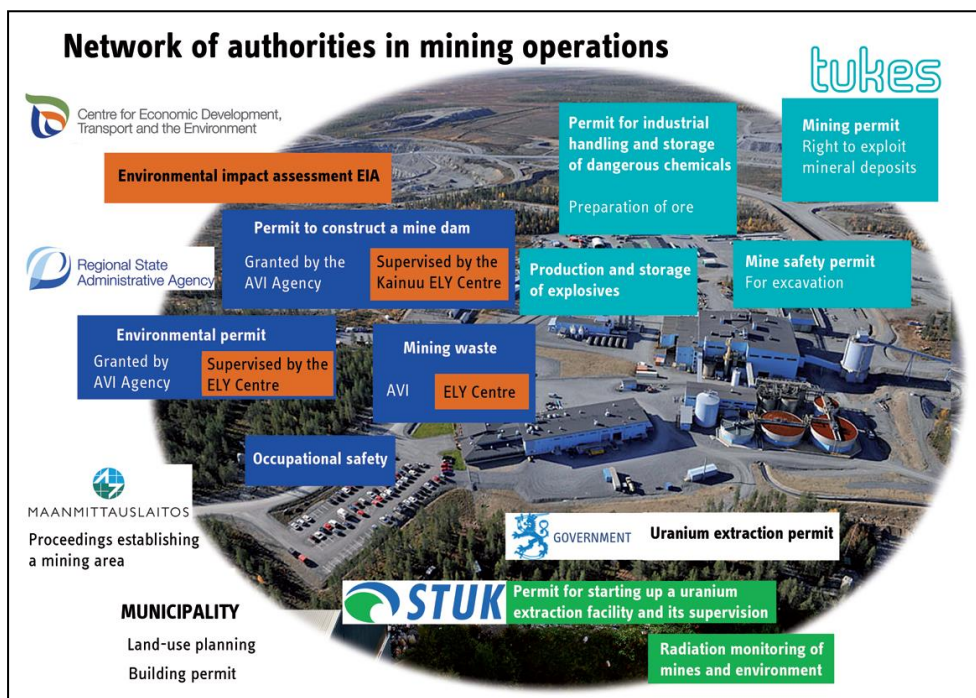 Network of authorities in mining operations
tukes
Centre for Economic Development,
Transport and the Environment
Environmental impact assessment EIA
Permit for industrial
handling and storage
of dangerous chemicals
Preparation of ore
Mining permit
Right to exploit
mineral deposits
Regional State
Administrative Agency
Permit to construct a mine dam
Granted by the
AVI Agency
Supervised by the
Kainuu ELY Centre
Production and storage
of explosives
Mine safety permit
For excavation
Environmental permit
Granted by
AVI Agency
Supervised by the
ELY Centre
Mining waste
AVI
ELY Centre
Occupational safety
MAANMITTAUSLAITOS
Proceedings establishing
a mining area
GOVERNMENT
Uranium extraction permit
STUK
Permit for starting up a uranium
extraction facility and its supervision
Radiation monitoring of
mines and environment
MUNICIPALITY
Land-use planning
Building permit